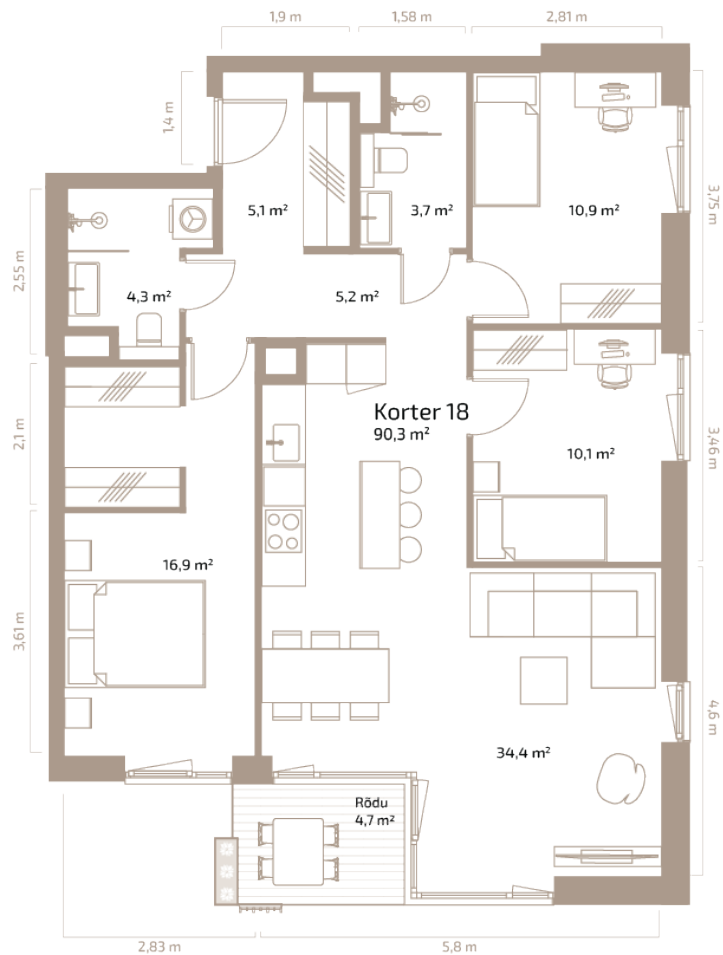 1,9 m
1,58 m
2,81 m
1,4 m
3,75 m
5,1 m²
3,7 m²
10,9 m²
2,55 m
4,3 m²
5,2 m²
Korter 18
90,3 m²
2,1 m
3,46 m
10,1 m²
16,9 m²
3,61 m
4,6 m
34,4 m²
Rõdu
4,7 m²
2,83 m
5,8 m